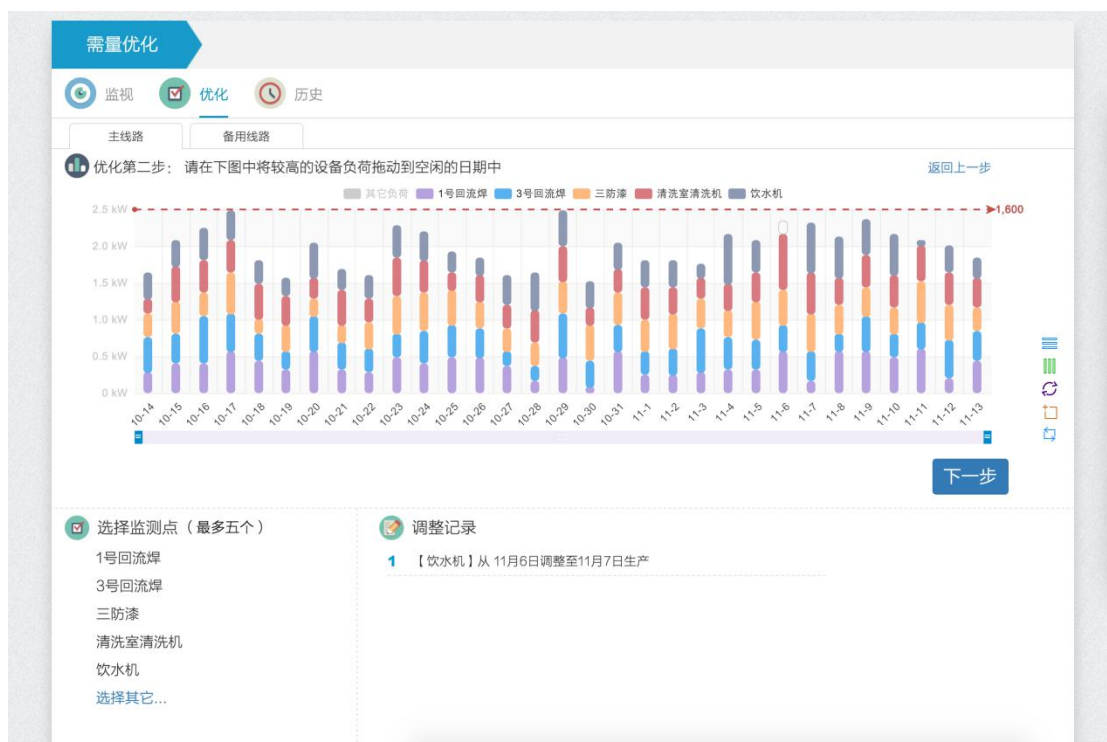 需量优化
监视 优化 历史
主线路 备用线路
优化第二步： 请在下图中将较高的设备负荷拖动到空闲的日期中 返回上一步
其它负荷 1号回流焊 3号回流焊 三防漆 清洗室清洗机 饮水机
2.5 kW 1,600
2.0 kW
1.5 kW
1.0 kW
0.5 kW
0 kW
10-14 10-15 10-16 10-17 10-18 10-19 10-20 10-21 10-22 10-23 10-24 10-25 10-26 10-27 10-28 10-29 10-30 10-31 11-1 11-2 11-3 11-4 11-5 11-6 11-7 11-8 11-9 11-10 11-11 11-12 11-13
下一步
选择监测点（最多五个） 调整记录
1号回流焊 1 【饮水机】从 11月6日调整至11月7日生产
3号回流焊
三防漆
清洗室清洗机
饮水机
选择其它...